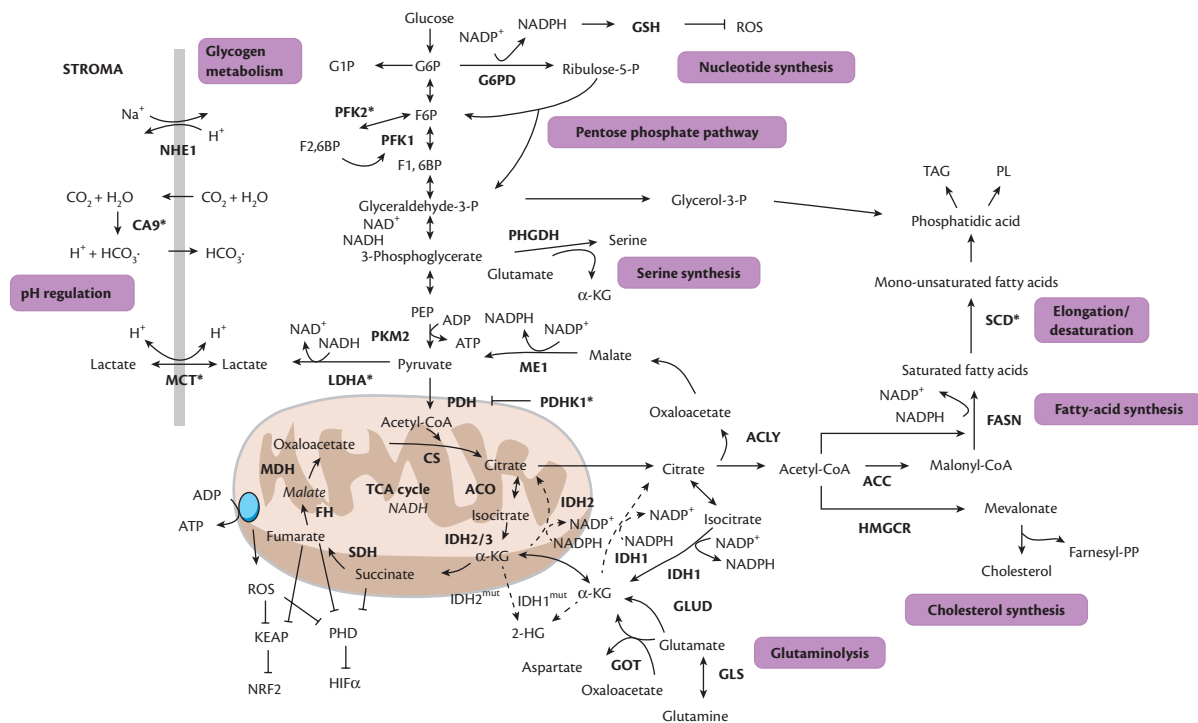 Glucose
NADP⁺
NADPH
GSH
ROS
STROMA
Glycogen
metabolism
G1P
G6P
G6PD
Ribulose-5-P
Nucleotide synthesis
Na⁺
H⁺
NHE1
PFK2*
F6P
F2,6BP
PFK1
F1, 6BP
Pentose phosphate pathway
CO₂ + H₂O
CO₂ + H₂O
CA9*
H⁺ + HCO₃·
HCO₃·
pH regulation
Glyceraldehyde-3-P
NAD⁺
NADH
3-Phosphoglycerate
Glycerol-3-P
PHGDH
Serine
Glutamate
α-KG
Serine synthesis
TAG
PL
Phosphatidic acid
Mono-unsaturated fatty acids
SCD*
Elongation/
desaturation
Saturated fatty acids
H⁺
H⁺
Lactate
Lactate
MCT*
NAD⁺
NADH
LDHA*
PEP
ADP
PKM2
ATP
Pyruvate
NADPH
NADP⁺
ME1
Malate
PDH
PDHK1*
Acetyl-CoA
Oxaloacetate
CS
Citrate
MDH
Malate
TCA cycle
NADH
ACO
FH
Isocitrate
IDH2
NADP⁺
NADPH
IDH2/3
α-KG
Fumarate
SDH
Succinate
ADP
ATP
ROS
KEAP
NRF2
PHD
HIFα
IDH2ᵐᵘᵗ
IDH1ᵐᵘᵗ
2-HG
α-KG
Oxaloacetate
ACLY
Citrate
Acetyl-CoA
NADP⁺
NADPH
IDH1
Isocitrate
NADP⁺
NADPH
IDH1
GLUD
Glutamate
GOT
Aspartate
Oxaloacetate
GLS
Glutamine
Glutaminolysis
NADP⁺
NADPH
FASN
Fatty-acid synthesis
ACC
Malonyl-CoA
HMGCR
Mevalonate
Farnesyl-PP
Cholesterol
Cholesterol synthesis